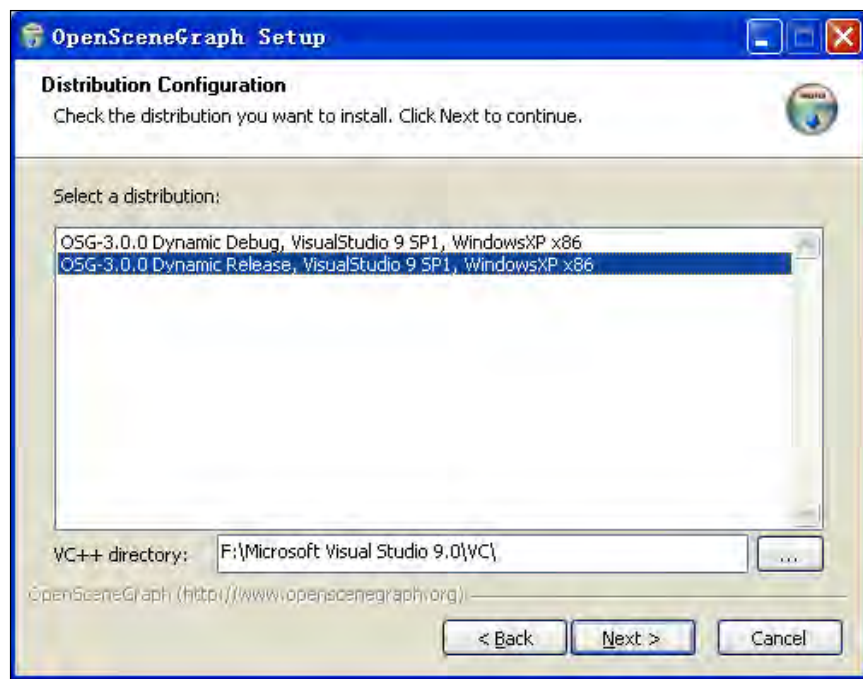 OpenSceneGraph Setup
Distribution Configuration
Check the distribution you want to install. Click Next to continue.
Select a distribution:
OSG-3.0.0 Dynamic Debug, VisualStudio 9 SP1, WindowsXP x86
OSG-3.0.0 Dynamic Release, VisualStudio 9 SP1, WindowsXP x86
VC++ directory: F:\Microsoft Visual Studio 9.0\VC\ ...
OpenSceneGraph (http://www.openscenegraph.org)
< Back Next > Cancel